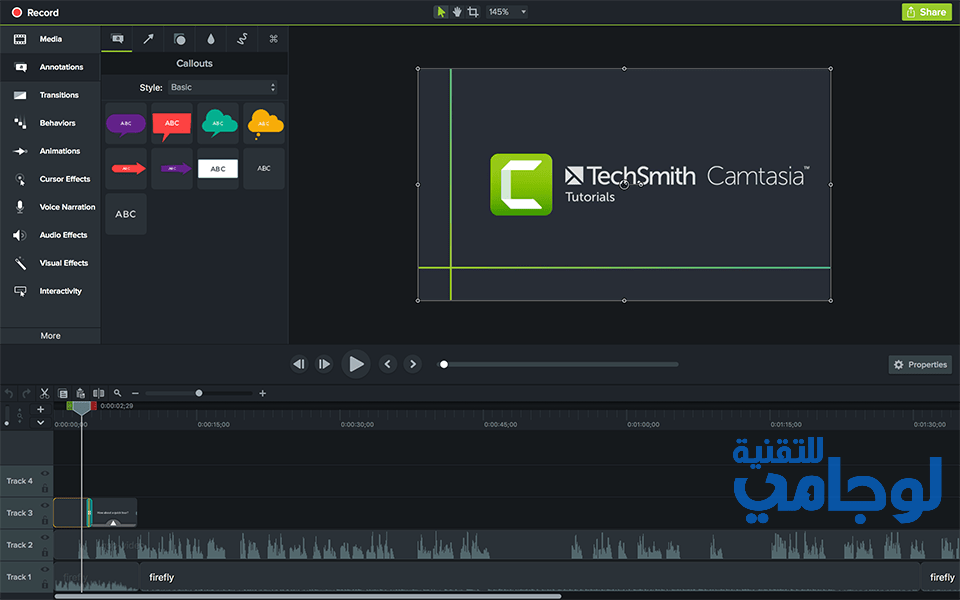 Record
145%
Share
Media
Annotations
Transitions
Behaviors
Animations
Cursor Effects
Voice Narration
Audio Effects
Visual Effects
Interactivity
More
Callouts
Style: Basic
ABC ABC ABC ABC
ABC ABC ABC ABC
ABC
TechSmith Camtasia™
Tutorials
Properties
0:00:02;29
0:00:00;00 0:00:15;00 0:00:30;00 0:00:45;00 0:01:00;00 0:01:15;00 0:01:30;00
Track 4
Track 3
Track 2
Track 1
firefly firefly firefly
للتقنية
لوجامي